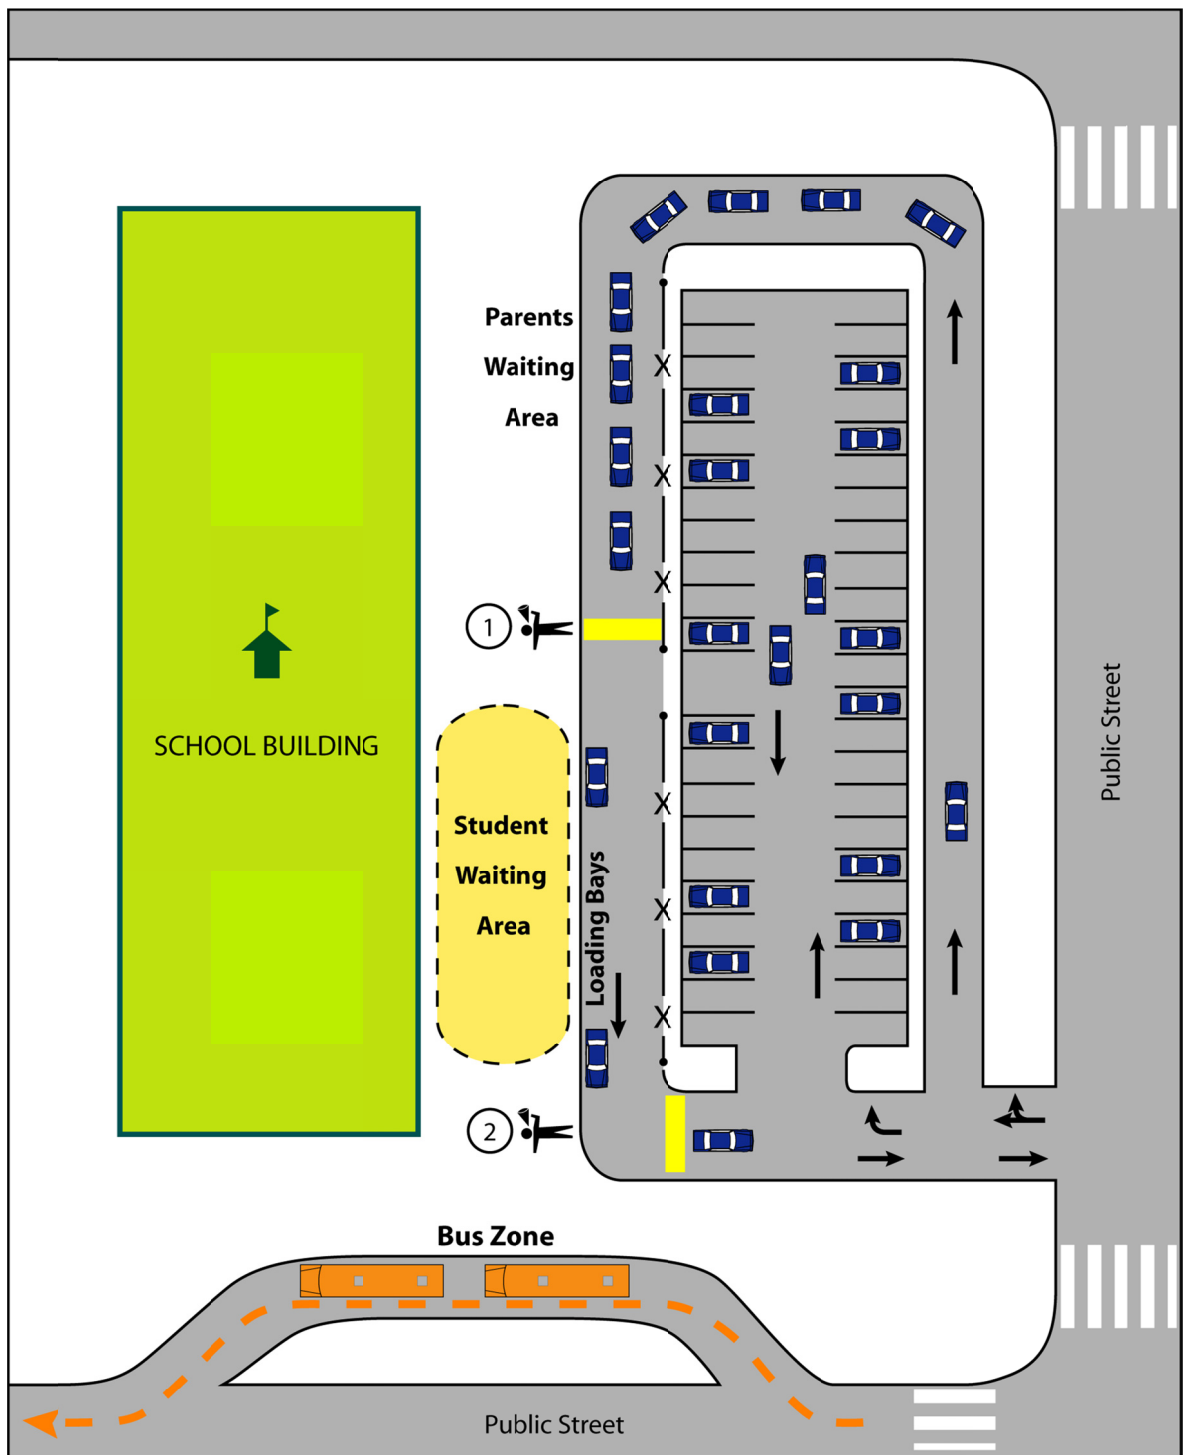 Parents
Waiting
Area
1
SCHOOL BUILDING
Student
Waiting
Area
Loading Bays
Public Street
2
Bus Zone
Public Street